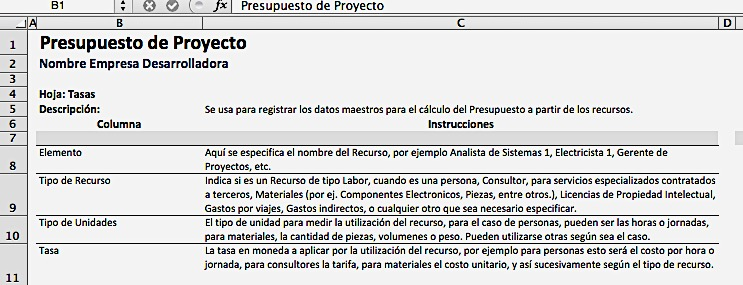 B1 fx Presupuesto de Proyecto
A B C D
1 Presupuesto de Proyecto
2 Nombre Empresa Desarrolladora
3
4 Hoja: Tasas
5 Descripción: Se usa para registrar los datos maestros para el cálculo del Presupuesto a partir de los recursos.
6 Columna Instrucciones
7
Elemento Aquí se especifica el nombre del Recurso, por ejemplo Analista de Sistemas 1, Electricista 1, Gerente de
8 Proyectos, etc.
Tipo de Recurso Indica si es un Recurso de tipo Labor, cuando es una persona, Consultor, para servicios especializados contratados
a terceros, Materiales (por ej. Componentes Electronicos, Piezas, entre otros.), Licencias de Propiedad Intelectual,
9 Gastos por viajes, Gastos indirectos, o cualquier otro que sea necesario especificar.
Tipo de Unidades El tipo de unidad para medir la utilización del recurso, para el caso de personas, pueden ser las horas o jornadas,
10 para materiales, la cantidad de piezas, volumenes o peso. Pueden utilizarse otras según sea el caso.
Tasa La tasa en moneda a aplicar por la utilización del recurso, por ejemplo para personas esto será el costo por hora o
jornada, para consultores la tarifa, para materiales el costo unitario, y así sucesivamente según el tipo de recurso.
11